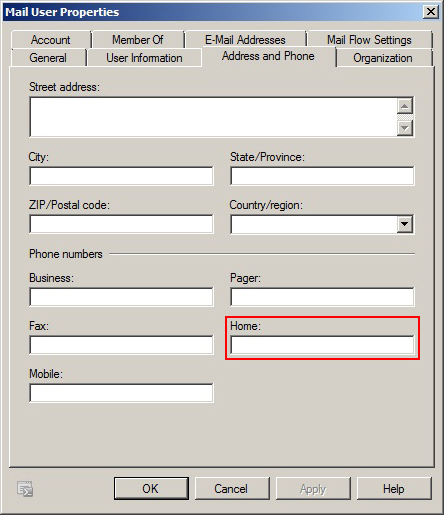 Mail User Properties
Account Member Of E-Mail Addresses Mail Flow Settings
General User Information Address and Phone Organization
Street address:
City: State/Province:
ZIP/Postal code: Country/region:
Phone numbers
Business: Pager:
Fax: Home:
Mobile:
OK Cancel Apply Help